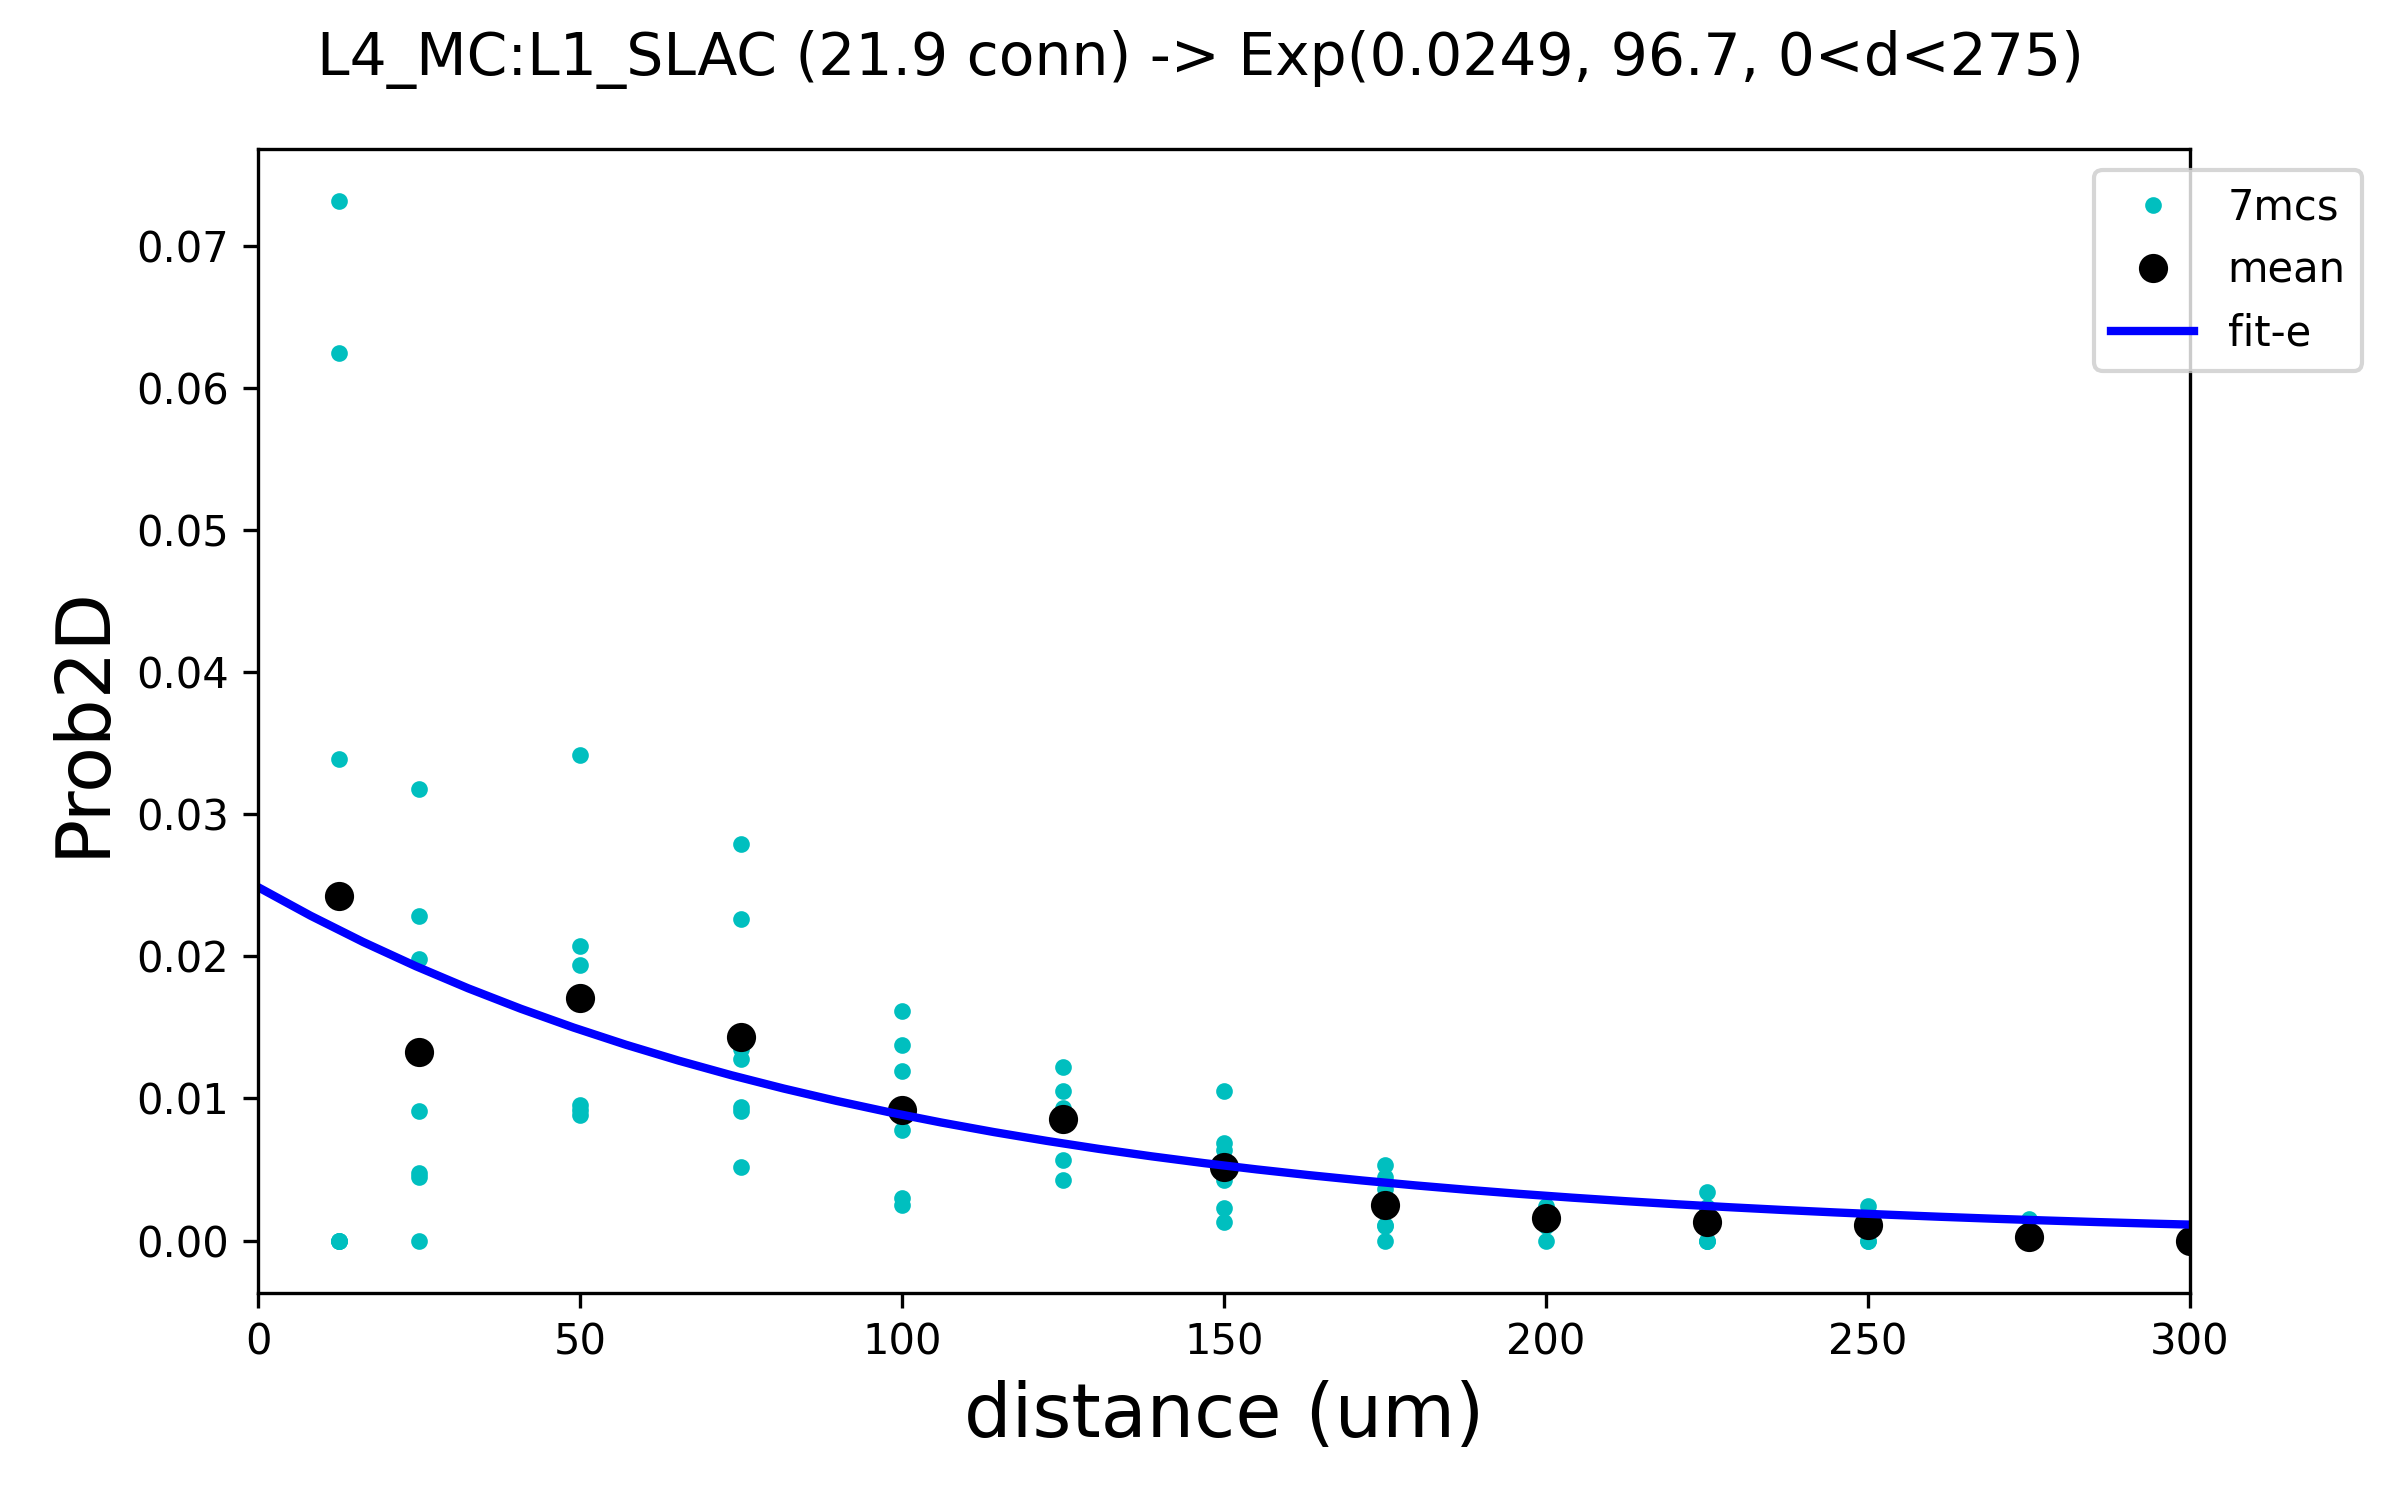 L4_MC:L1_SLAC (21.9 conn) -> Exp(0.0249, 96.7, 0<d<275)
7mcs
mean
fit-e
0.07
0.06
0.05
0.04
0.03
0.02
0.01
0.00
Prob2D
0 50 100 150 200 250 300
distance (um)